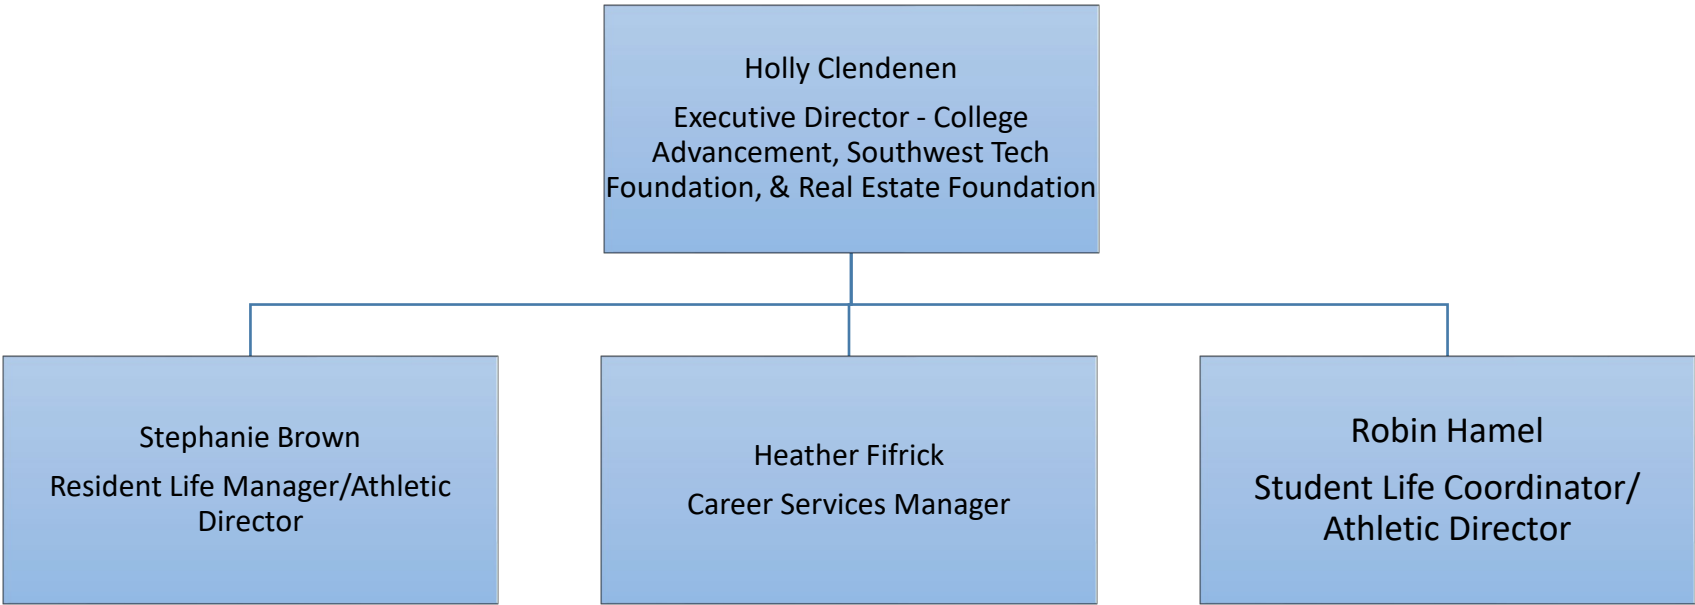 Holly Clendenen
Executive Director - College
Advancement, Southwest Tech
Foundation, & Real Estate Foundation
Stephanie Brown
Resident Life Manager/Athletic
Director
Heather Fifrick
Career Services Manager
Robin Hamel
Student Life Coordinator/
Athletic Director